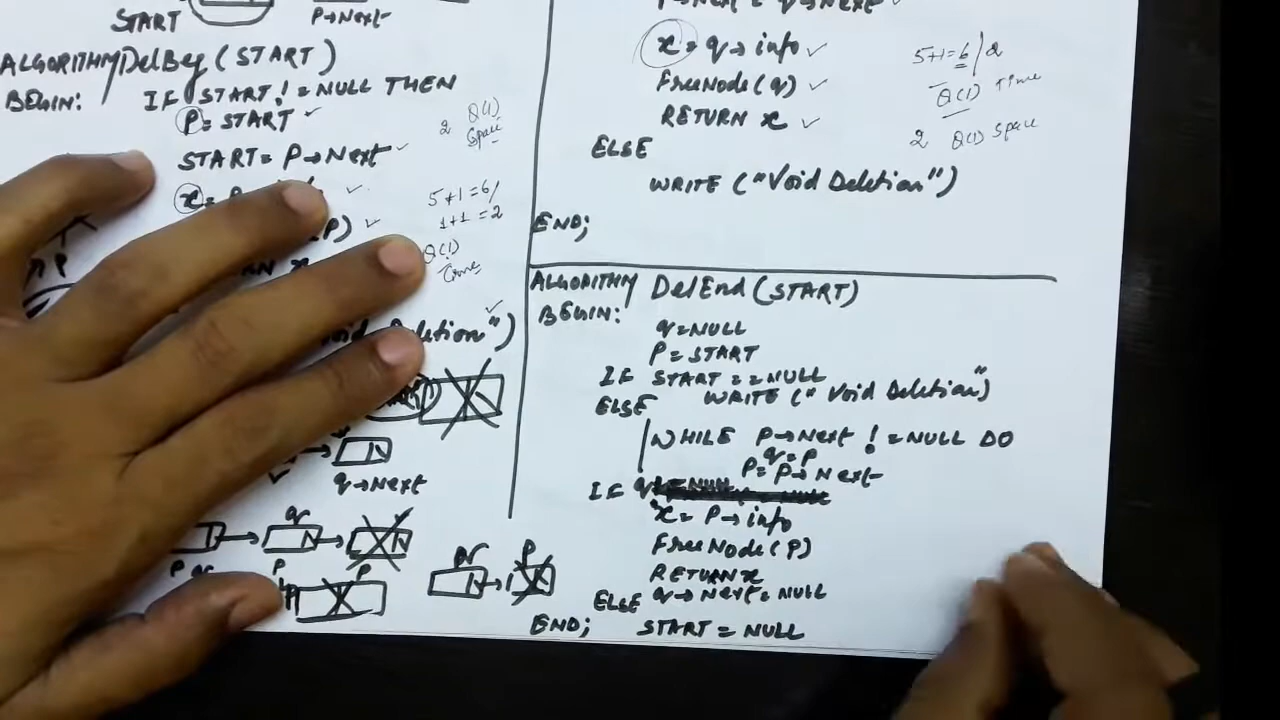 START
P→Next
ALGORITHM DelBeg (START)
BEGIN: IF START != NULL THEN
P = START
START = P→Next
x =
P)
x
Deletion")
2 θ(1)
Space
5+1=6/
1+1=2
θ(1)
Time
q→Next
q
P
P
P
q
P
x = q→info
FreeNode(q)
RETURN x
ELSE
WRITE ("Void Deletion")
END;
5+1=6/2
θ(1) Time
2 θ(1) Space
ALGORITHM DelEnd (START)
BEGIN:
q=NULL
P = START
IF START == NULL
WRITE ("Void Deletion")
ELSE
WHILE P→Next != NULL DO
q=P
P= P→Next
IF q
x = P→info
FreeNode(P)
RETURN x
ELSE q→Next = NULL
END; START = NULL